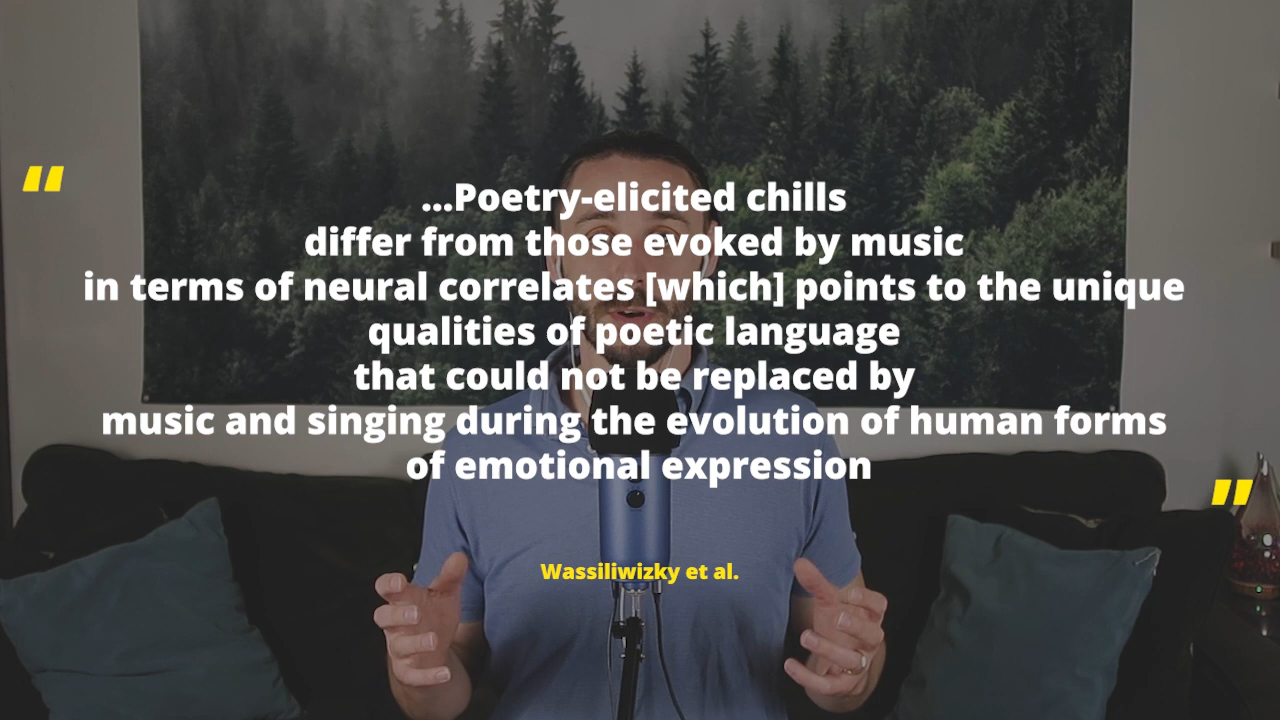 “
...Poetry-elicited chills
differ from those evoked by music
in terms of neural correlates [which] points to the unique
qualities of poetic language
that could not be replaced by
music and singing during the evolution of human forms
of emotional expression
”
Wassiliwizky et al.